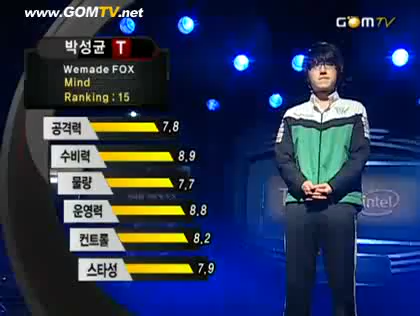 www.GOMTV.net
GOMTV
박성균 T
Wemade FOX
Mind
Ranking : 15
공격력 7,8
수비력 8,9
물량 7,7
운영력 8,8
컨트롤 8,2
스타성 7,9
intel